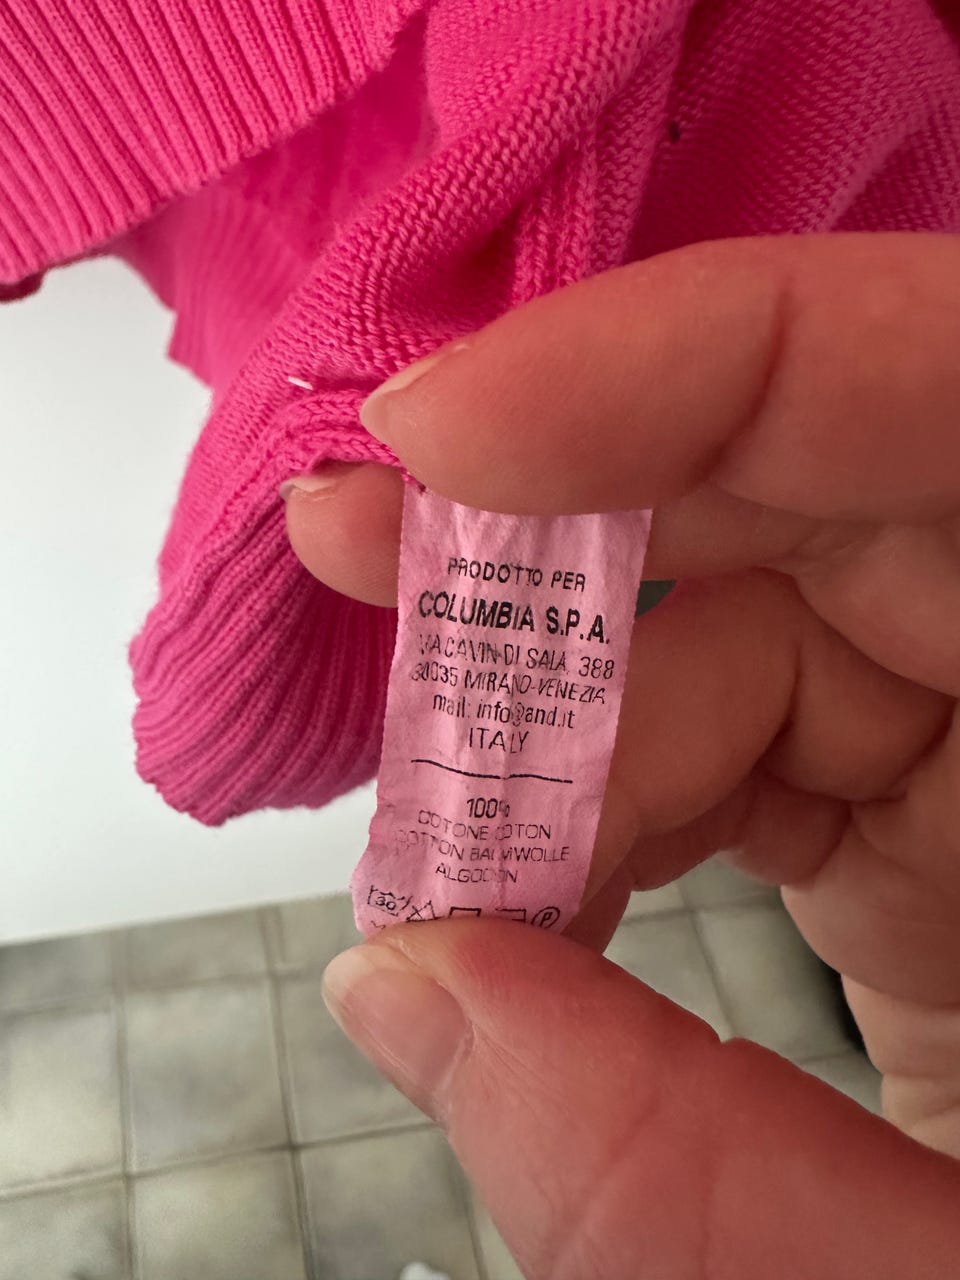 PRODOTTO PER
COLUMBIA S.P.A.
VIA CAVIN DI SALA, 388
30035 MIRANO-VENEZIA
mail: info@and.it
ITALY
100%
COTONE COTON
COTTON BAUMWOLLE
ALGODON
30
P